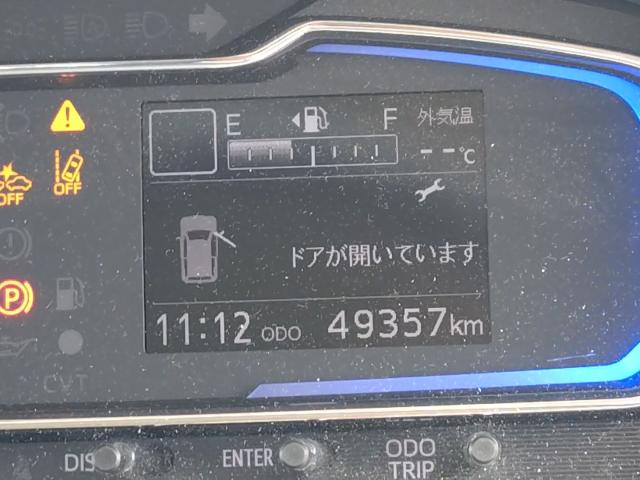 E F 外気温
--℃
OFF OFF
ドアが開いています
P
11:12 ODO 49357km
CVT
DIS ENTER ODO
TRIP